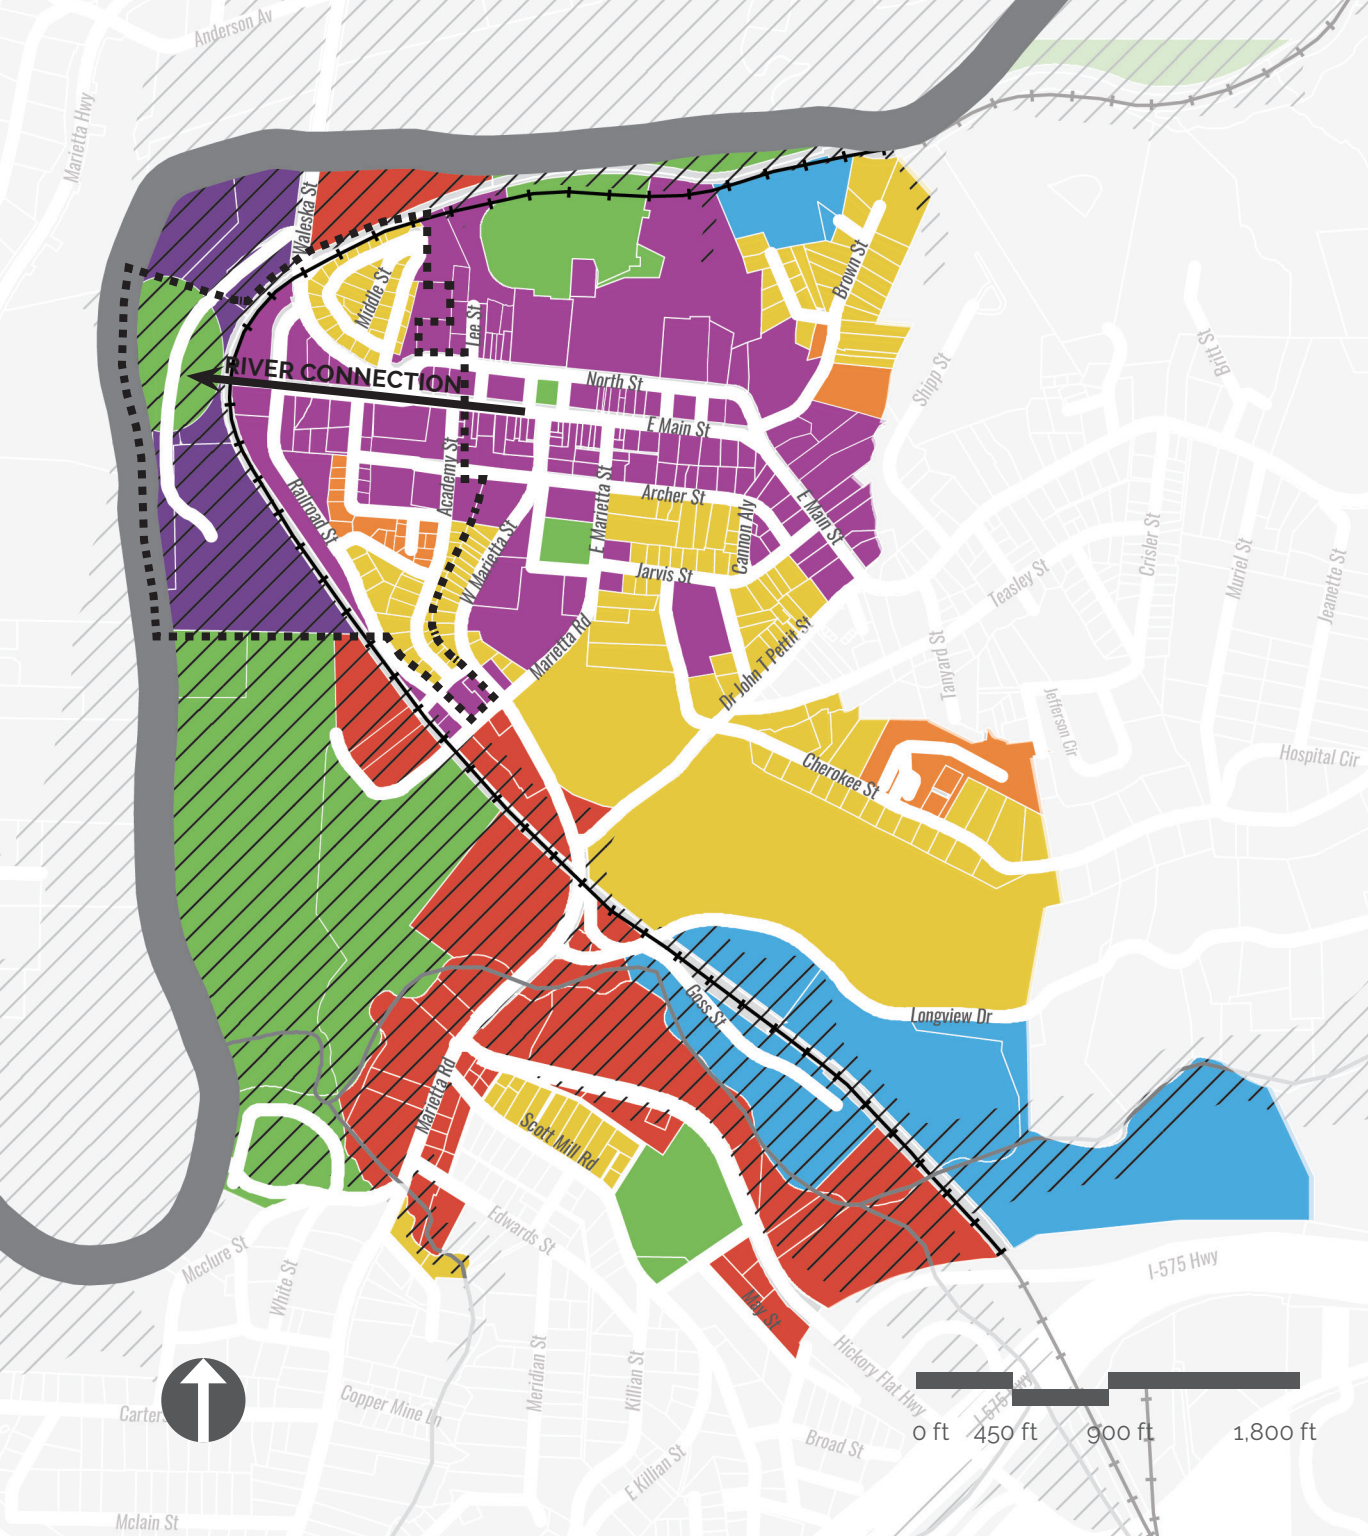 Anderson Av
Marietta Hwy
Waleska St
Middle St
Lee St
Brown St
RIVER CONNECTION
North St
E Main St
Shipp St
Britt St
Academy St
Archer St
E Marietta St
Railroad St
W Marietta St
Cannon Aly
E Main St
Jarvis St
Crisler St
Teasley St
Muriel St
Jeanette St
Marietta Rd
Dr John T Pettit St
Tanyard St
Jefferson Cir
Hospital Cir
Cherokee St
Goss St
Longview Dr
Marietta Rd
Scott Mill Rd
Edwards St
Mcclure St
White St
May St
I-575 Hwy
Meridian St
Killian St
Hickory Flat Hwy
I-575 Hwy
Carters
Copper Mine Ln
Broad St
E Killian St
Mclain St
0 ft
450 ft
900 ft
1,800 ft